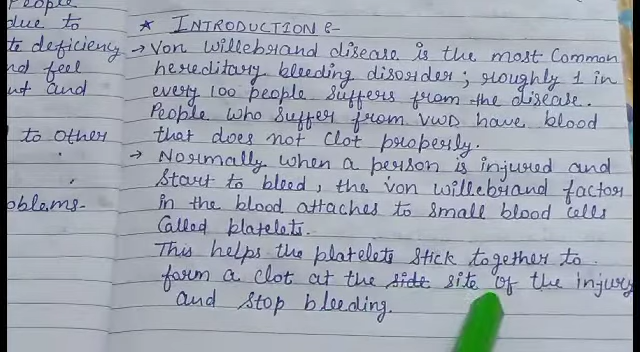 People
due to
deficiency
feel
and
to other
oblems.
* INTRODUCTION :-
→ Von willebrand disease is the most Common
hereditary bleeding disorder; roughly 1 in
every 100 people suffers from the disease.
People who suffer from VWD have blood
that does not clot properly.
→ Normally when a person is injured and
start to bleed, the von willebrand factor
in the blood attaches to small blood cells
called platelets.
This helps the platelets stick together to
form a clot at the side site of the injury
and stop bleeding.